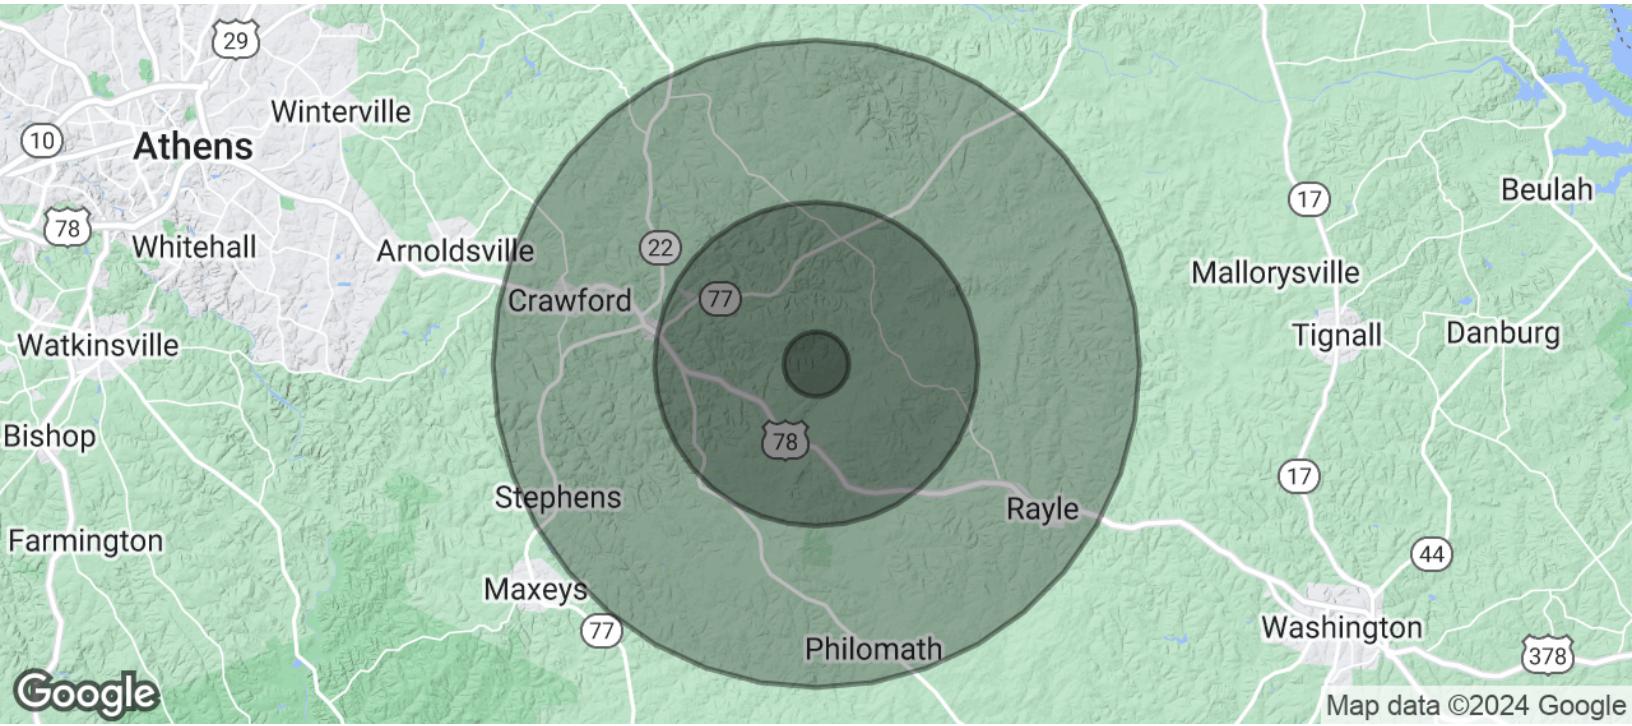 29
Winterville
10
Athens
17
Beulah
78
Whitehall
Arnoldsville
22
Mallorysville
Crawford
77
Tignall
Danburg
Watkinsville
Bishop
78
17
Stephens
Rayle
Farmington
44
Maxeys
77
Washington
Philomath
378
Google
Map data ©2024 Google